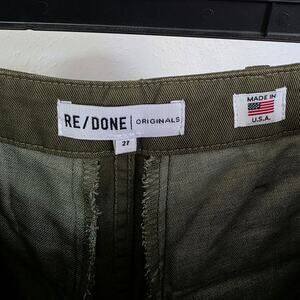 RE/DONE | ORIGINALS
27
MADE IN
U.S.A.